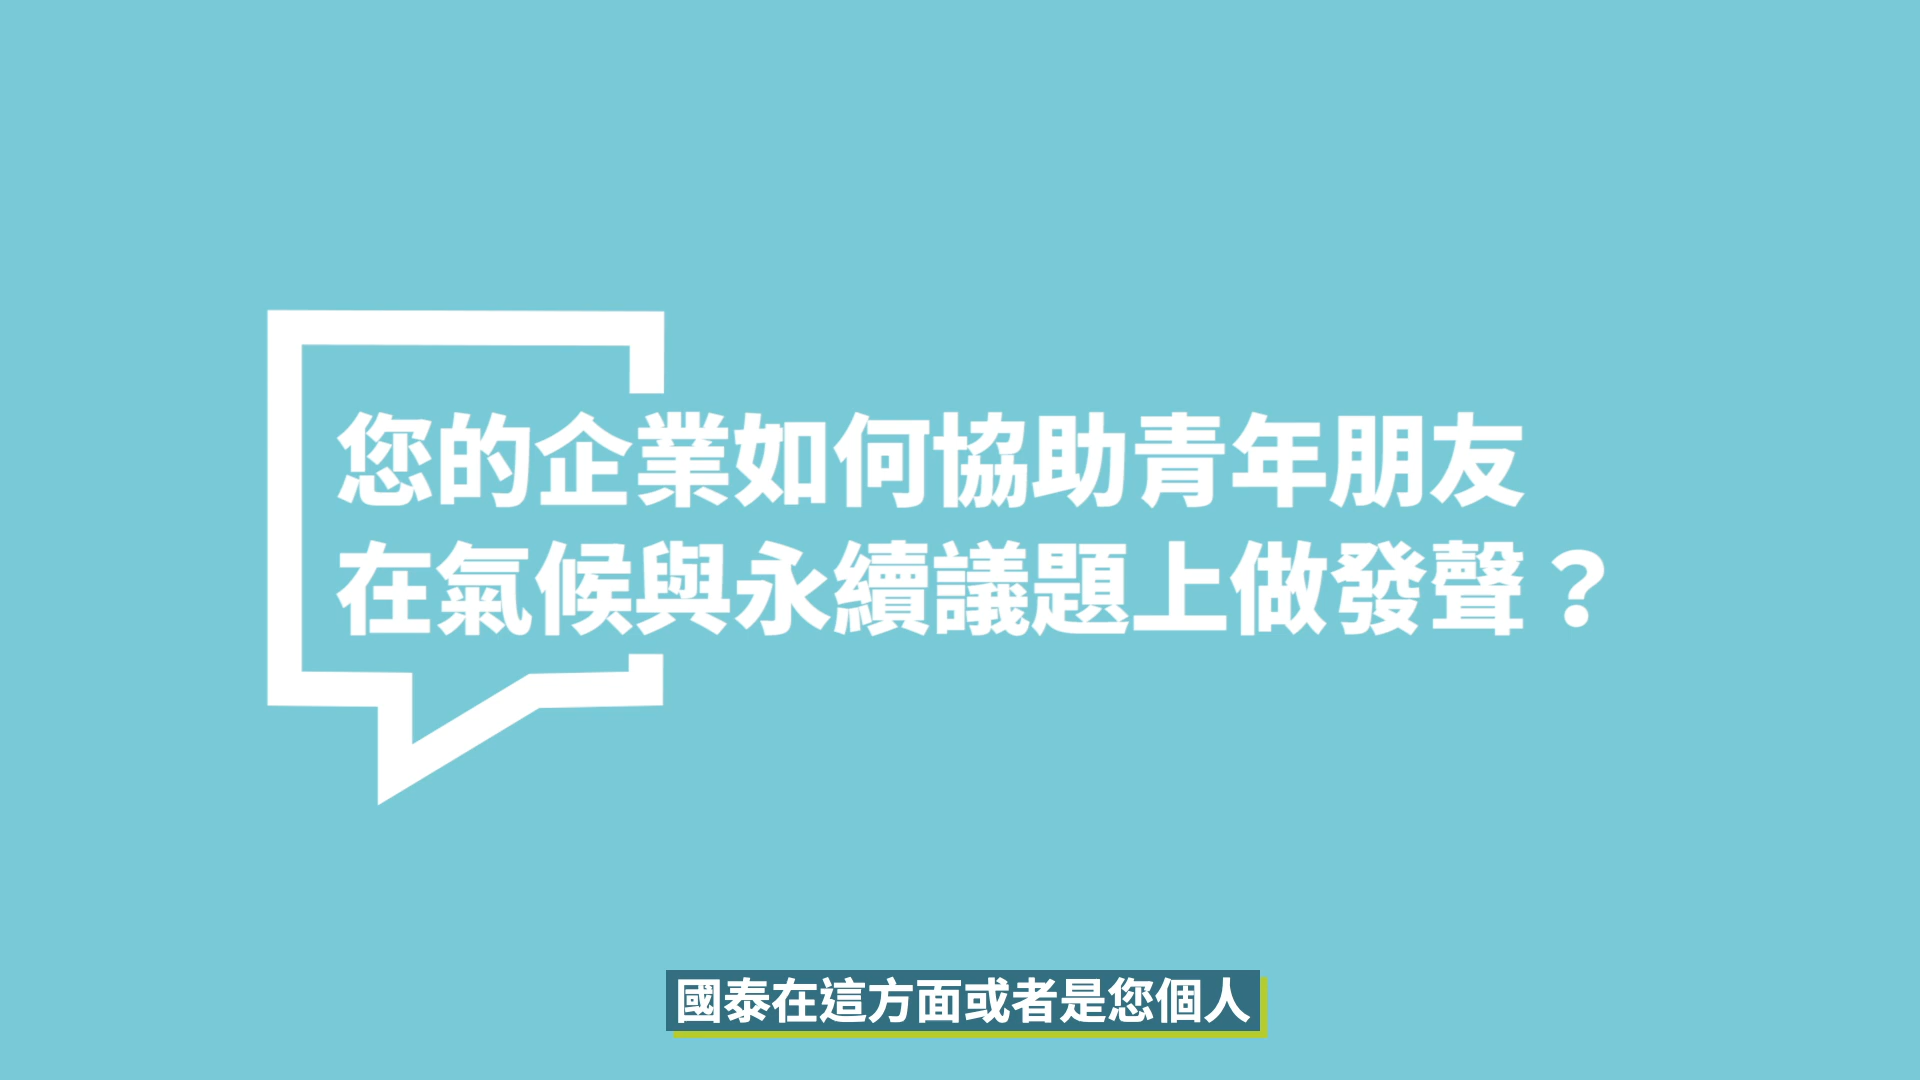 您的企業如何協助青年朋友
在氣候與永續議題上做發聲？
國泰在這方面或者是您個人